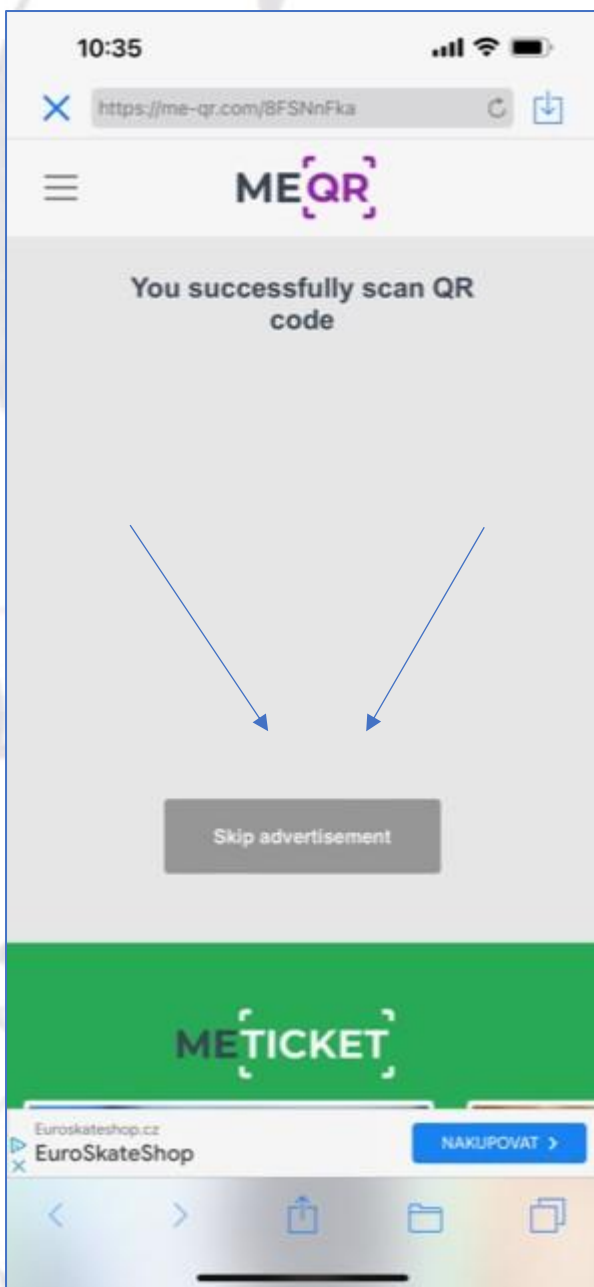 10:35
https://me-qr.com/8FSNnFka
MEQR
You successfully scan QR
code
Skip advertisement
METICKET
Euroskateshop.cz
EuroSkateShop
NAKUPOVAT >